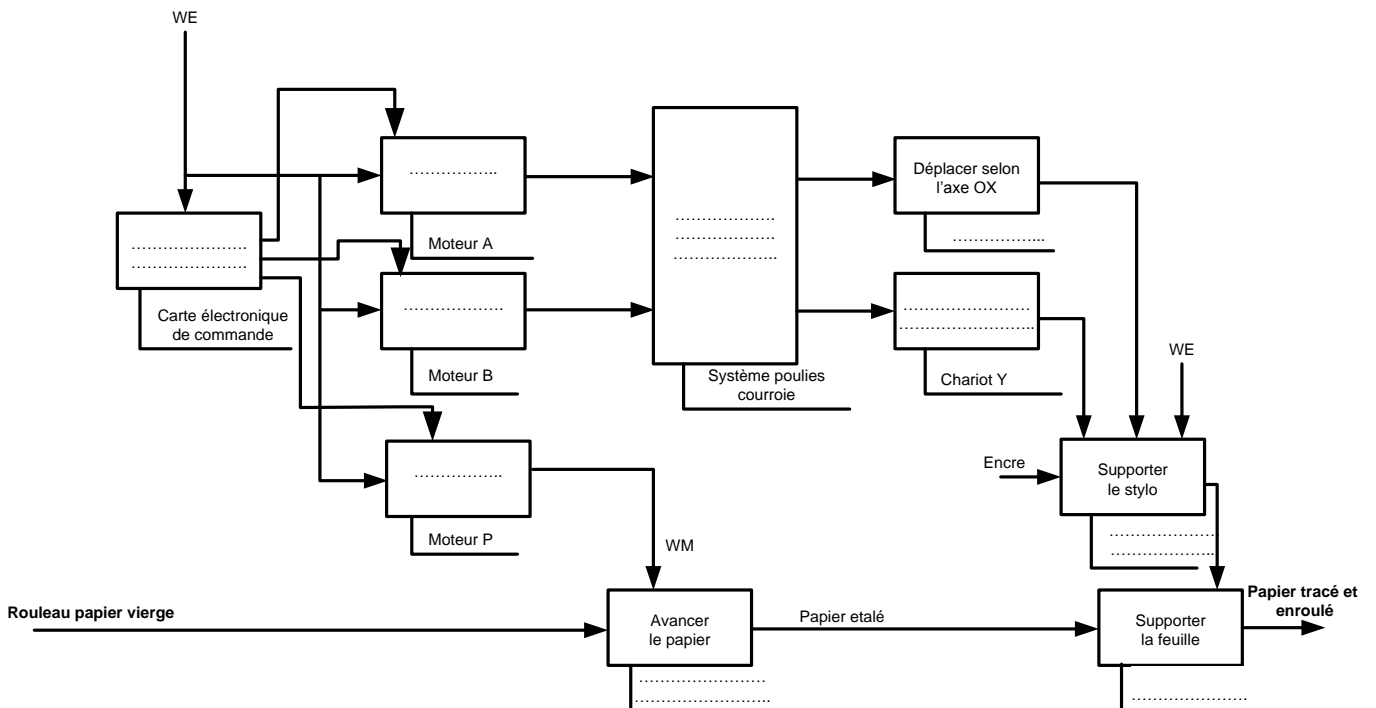 WE
……………..
Déplacer selon
l’axe OX
…………………
…………………
Moteur A
……………...
…………………
…………………
………………..
Carte électronique
de commande
……………….
……………………
……………………..
Moteur B
Système poulies
courroie
Chariot Y
WE
……………..
Moteur P
WM
Encre
Supporter
le stylo
…………………
………………..
Rouleau papier vierge
Avancer
le papier
Papier etalé
Supporter
la feuille
Papier tracé et
enroulé
……………………
……………………..
………………….